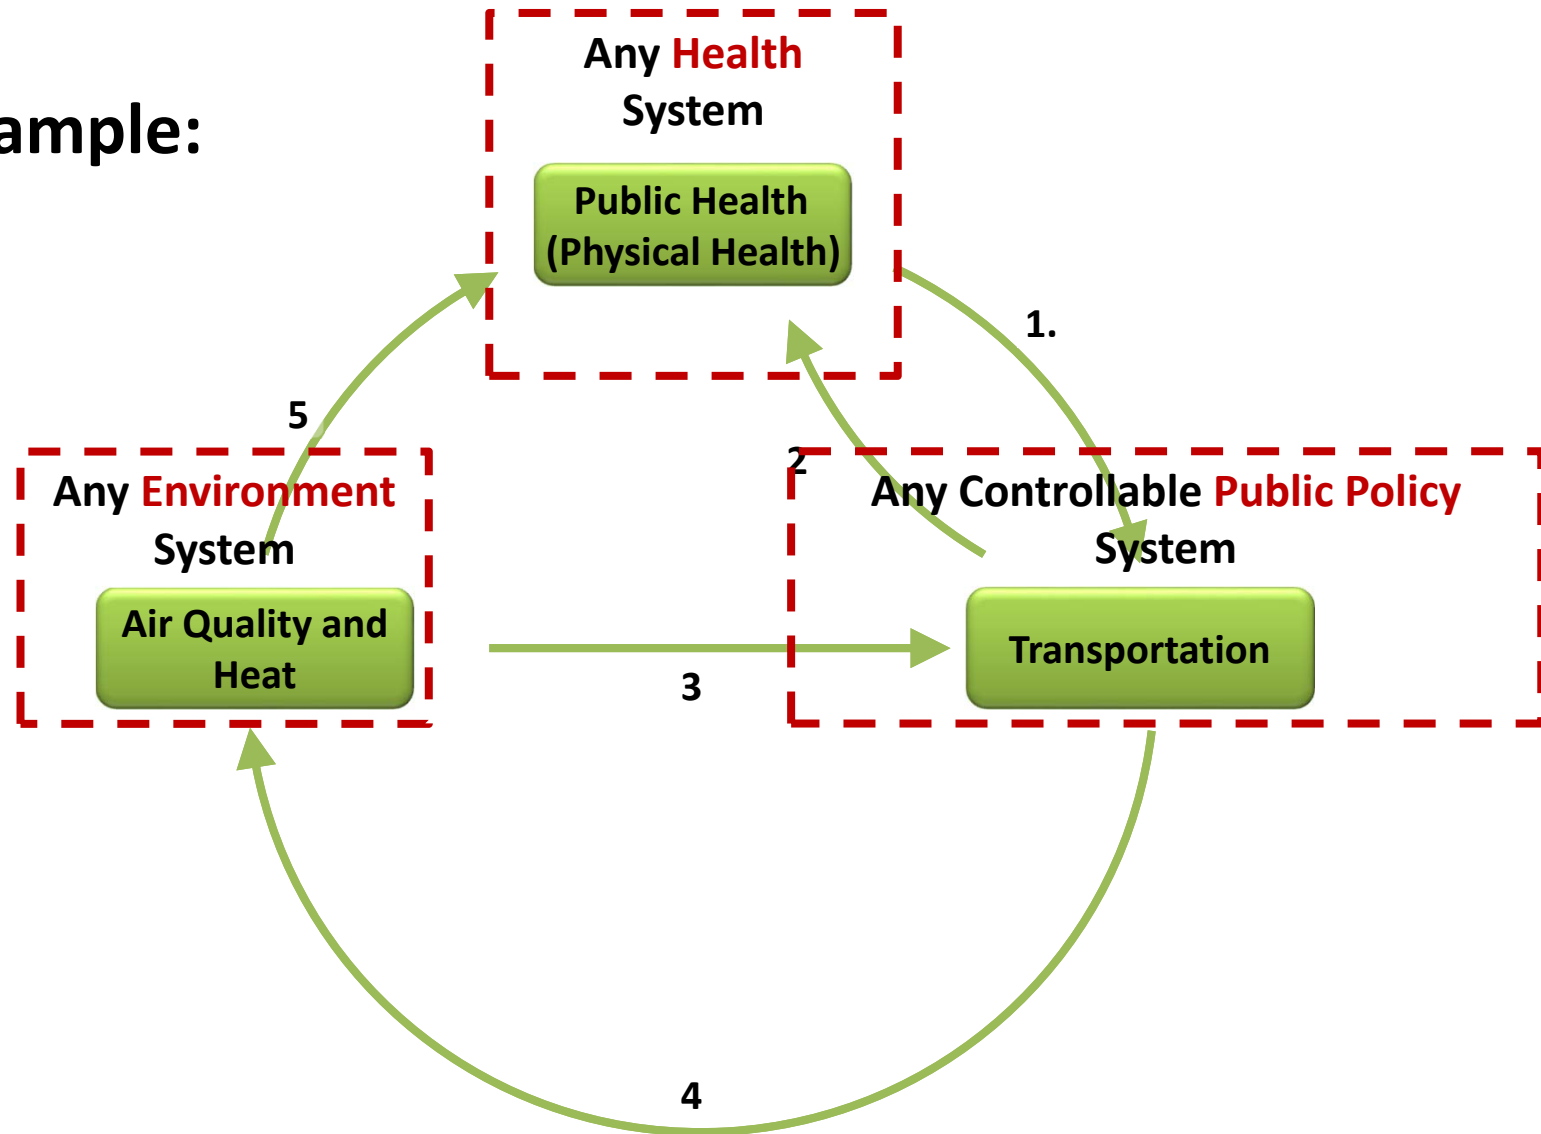 ample:
Any Health
System
Public Health
(Physical Health)
1.
2
5
Any Environment
System
Air Quality and
Heat
Any Controllable Public Policy
System
Transportation
3
4